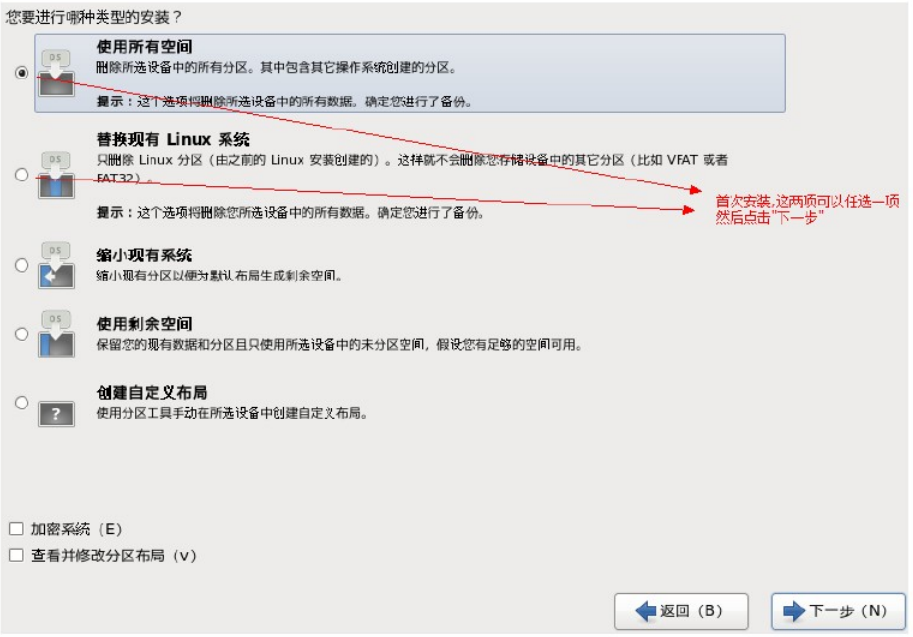 您要进行哪种类型的安装？
OS
使用所有空间
删除所选设备中的所有分区。其中包含其它操作系统创建的分区。
提示：这个选项将删除所选设备中的所有数据。确定您进行了备份。
OS
替换现有 Linux 系统
只删除 Linux 分区（由之前的 Linux 安装创建的）。这样就不会删除您存储设备中的其它分区（比如 VFAT 或者
FAT32）。
提示：这个选项将删除您所选设备中的所有数据。确定您进行了备份。
首次安装,这两项可以任选一项
然后点击"下一步"
OS
缩小现有系统
缩小现有分区以便为默认布局生成剩余空间。
OS
使用剩余空间
保留您的现有数据和分区且只使用所选设备中的未分区空间，假设您有足够的空间可用。
?
创建自定义布局
使用分区工具手动在所选设备中创建自定义布局。
加密系统（E）
查看并修改分区布局（v）
返回（B）
下一步（N）